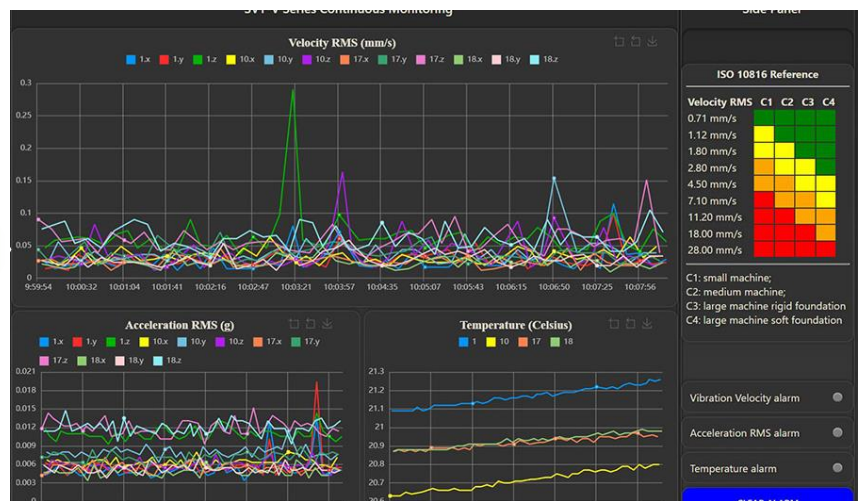 SVT-V Series Continuous Monitoring
Side Panel
Velocity RMS (mm/s)
1.x 1.y 1.z 10.x 10.y 10.z 17.x 17.y 17.z 18.x 18.y 18.z
0.3
0.25
0.2
0.15
0.1
0.05
0
9:59:54 10:00:32 10:01:04 10:01:41 10:02:16 10:02:47 10:03:21 10:03:57 10:04:35 10:05:07 10:05:43 10:06:15 10:06:50 10:07:25 10:07:56
ISO 10816 Reference
Velocity RMS C1 C2 C3 C4
0.71 mm/s
1.12 mm/s
1.80 mm/s
2.80 mm/s
4.50 mm/s
7.10 mm/s
11.20 mm/s
18.00 mm/s
28.00 mm/s
C1: small machine;
C2: medium machine;
C3: large machine rigid foundation
C4: large machine soft foundation
Acceleration RMS (g)
1.x 1.y 1.z 10.x 10.y 10.z 17.x 17.y
17.z 18.x 18.y 18.z
0.021
0.018
0.015
0.012
0.009
0.006
0.003
0
Temperature (Celsius)
1 10 17 18
21.3
21.2
21.1
21
20.9
20.8
20.7
20.6
Vibration Velocity alarm
Acceleration RMS alarm
Temperature alarm
CLEAR ALARM